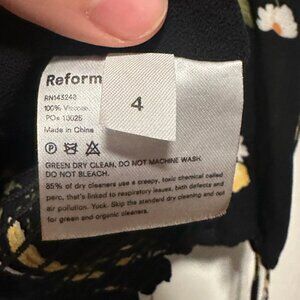 Reform
4
RN143248
100% Viscose
PO# 10025
Made in China
GREEN DRY CLEAN. DO NOT MACHINE WASH.
DO NOT BLEACH.
85% of dry cleaners use a creepy, toxic chemical called
perc, that's linked to respiratory issues, birth defects and
air pollution. Yuck. Skip the standard dry cleaning and opt
for green and organic cleaners.